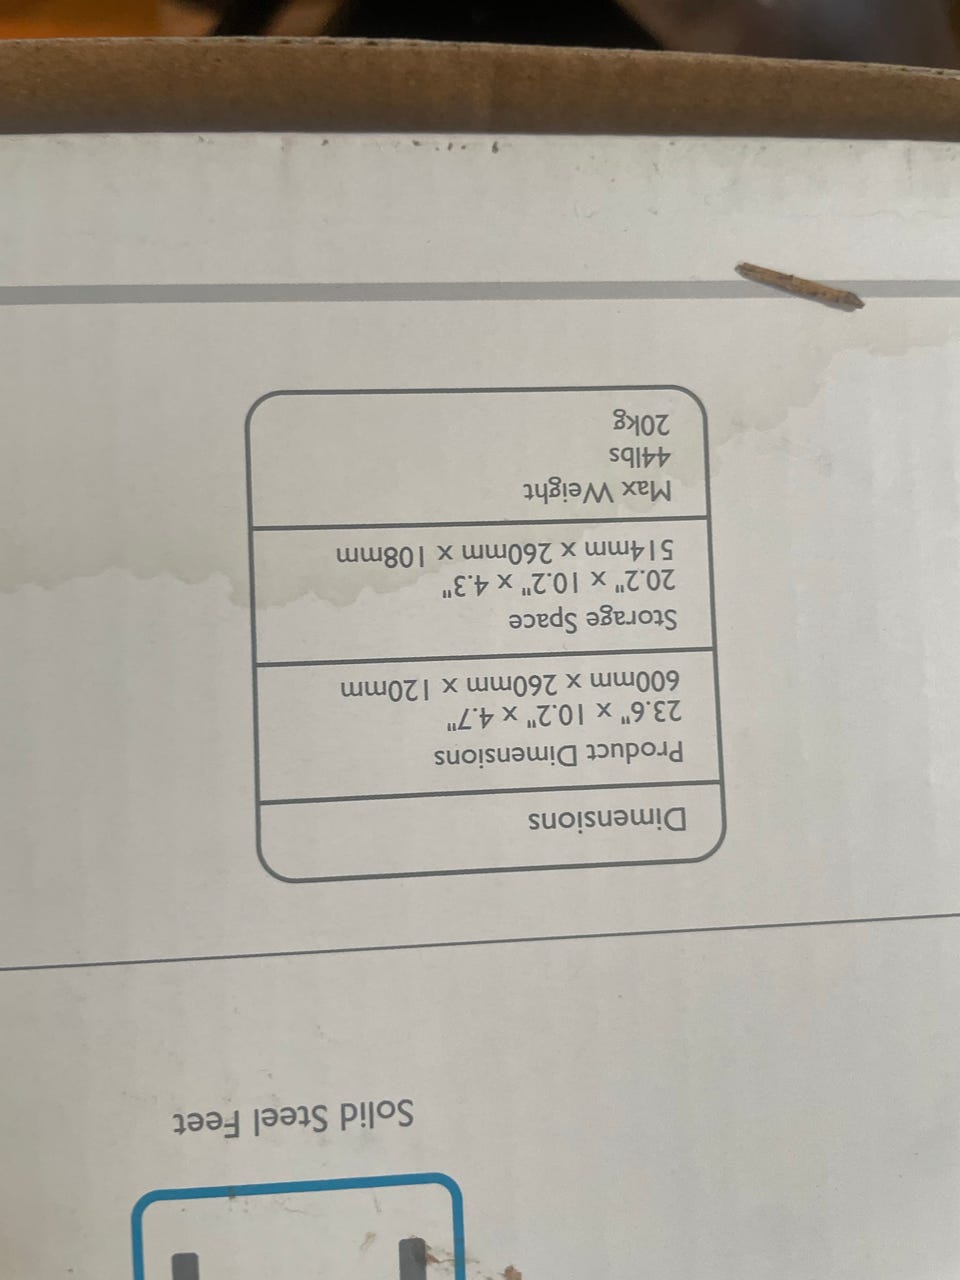 Solid Steel Feet
Dimensions
Product Dimensions
23.6" x 10.2" x 4.7"
600mm x 260mm x 120mm
Storage Space
20.2" x 10.2" x 4.3"
514mm x 260mm x 108mm
Max Weight
44lbs
20kg